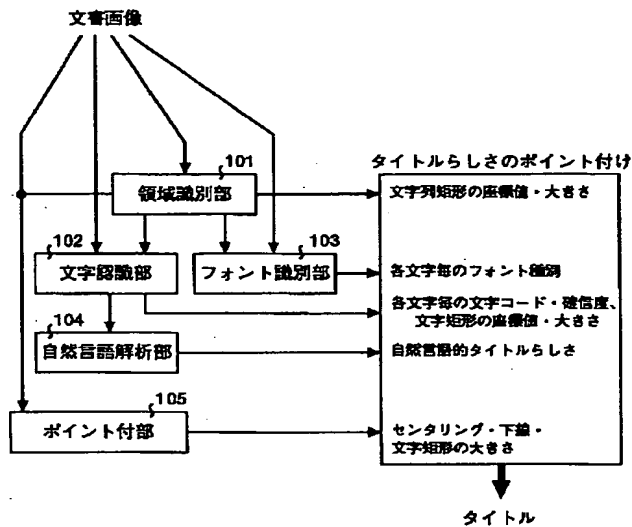 文書画像
101
タイトルらしさのポイント付け
領域識別部
文字列矩形の座標値・大きさ
102
103
文字認識部
フォント識別部
各文字毎のフォント種別
各文字毎の文字コード・確信度、
文字矩形の座標値・大きさ
104
自然言語解析部
自然言語的タイトルらしさ
105
ポイント付部
センタリング・下線・
文字矩形の大きさ
タイトル